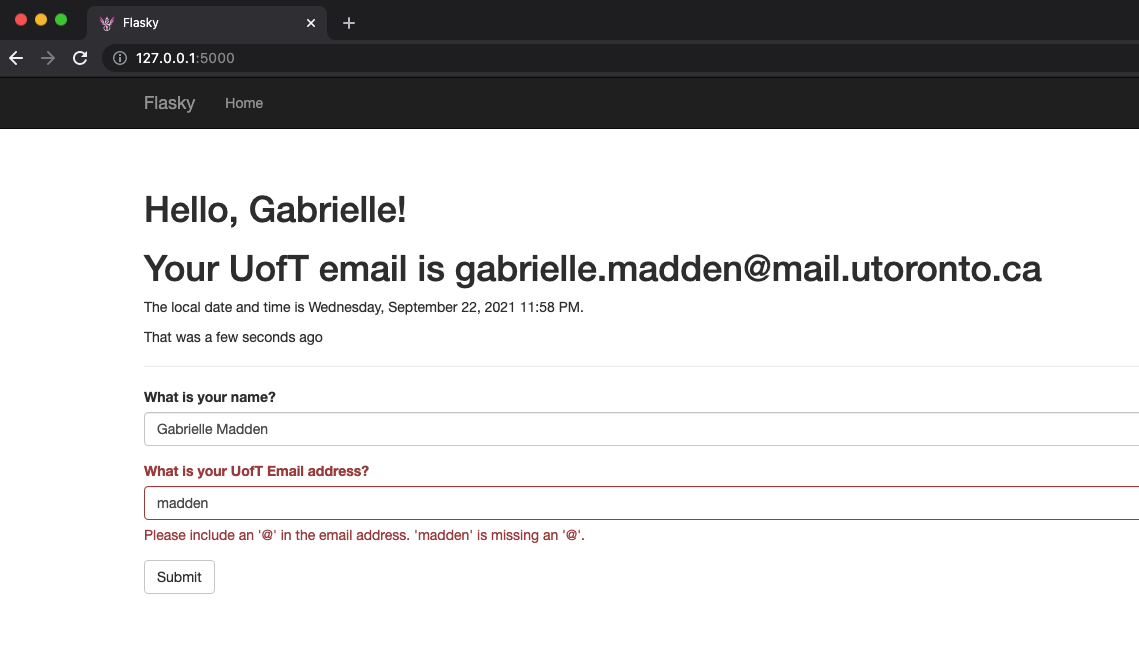 Flasky
127.0.0.1:5000
Flasky Home
Hello, Gabrielle!
Your UofT email is gabrielle.madden@mail.utoronto.ca
The local date and time is Wednesday, September 22, 2021 11:58 PM.
That was a few seconds ago
What is your name?
Gabrielle Madden
What is your UofT Email address?
madden
Please include an '@' in the email address. 'madden' is missing an '@'.
Submit